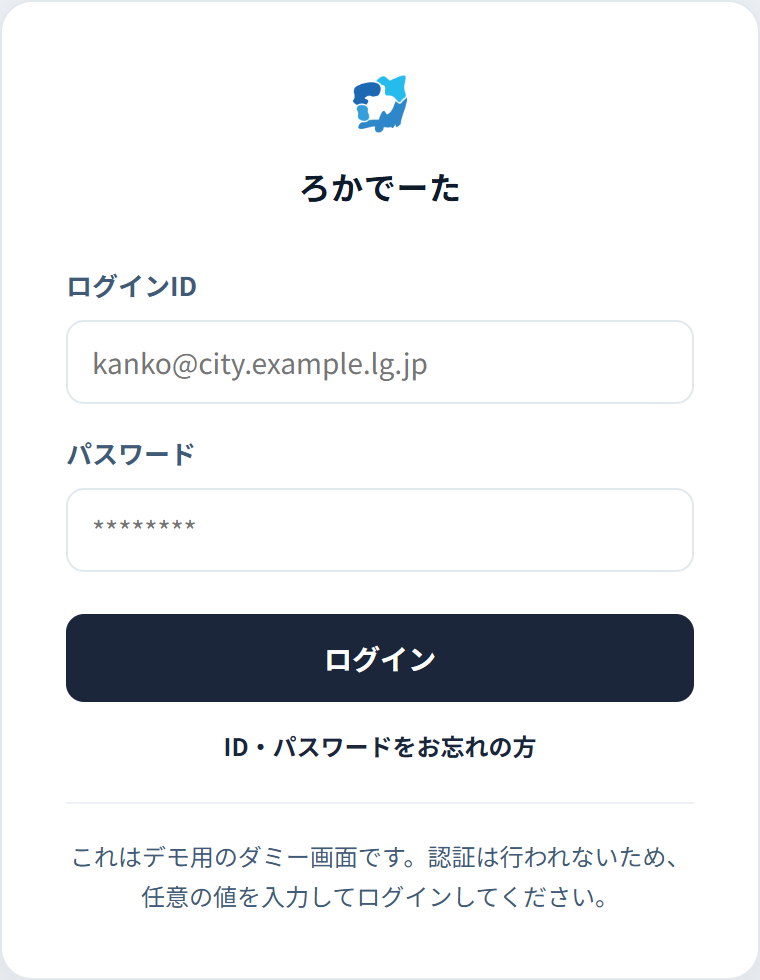 ろかでーた
ログインID
kanko@city.example.lg.jp
パスワード
********
ログイン
ID・パスワードをお忘れの方
これはデモ用のダミー画面です。認証は行われないため、
任意の値を入力してログインしてください。